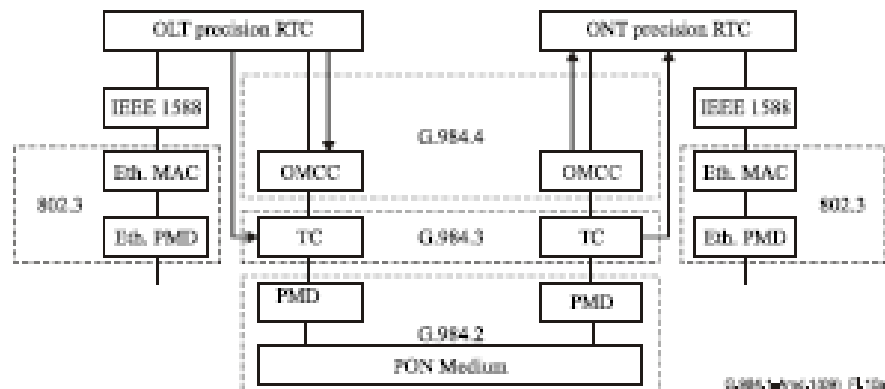 OLT precision RTC
ONT precision RTC
IEEE 1588
IEEE 1588
G.984.4
Eth. MAC
OMCC
OMCC
Eth. MAC
802.3
802.3
Eth. PMD
TC
G.984.3
TC
Eth. PMD
PMD
PMD
G.984.2
PON Medium